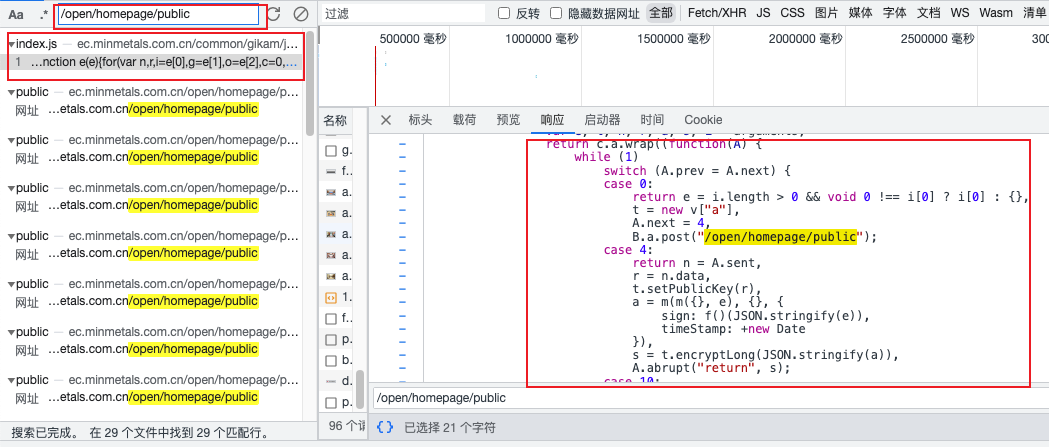 Aa .* /open/homepage/public
index.js — ec.minmetals.com.cn/common/gikam/j…
1 …nction e(e){for(var n,r,i=e[0],g=e[1],o=e[2],c=0,…
public — ec.minmetals.com.cn/open/homepage/p…
网址 …etals.com.cn/open/homepage/public
public — ec.minmetals.com.cn/open/homepage/p…
网址 …etals.com.cn/open/homepage/public
public — ec.minmetals.com.cn/open/homepage/p…
网址 …etals.com.cn/open/homepage/public
public — ec.minmetals.com.cn/open/homepage/p…
网址 …etals.com.cn/open/homepage/public
public — ec.minmetals.com.cn/open/homepage/p…
网址 …etals.com.cn/open/homepage/public
public — ec.minmetals.com.cn/open/homepage/p…
网址 …etals.com.cn/open/homepage/public
public — ec.minmetals.com.cn/open/homepage/p…
网址 …etals.com.cn/open/homepage/public
搜索已完成。 在 29 个文件中找到 29 个匹配行。
过滤 反转 隐藏数据网址 全部 Fetch/XHR JS CSS 图片 媒体 字体 文档 WS Wasm 清单
500000 毫秒 1000000 毫秒 1500000 毫秒 2000000 毫秒 2500000 毫秒 300
名称 标头 载荷 预览 响应 启动器 时间 Cookie
g.
f..
a.
a.
a.
a.
a.
1.
f..
p.
b.
d.
p.
return c.a.wrap((function(A) {
while (1)
switch (A.prev = A.next) {
case 0:
return e = i.length > 0 && void 0 !== i[0] ? i[0] : {},
t = new v["a"],
A.next = 4,
B.a.post("/open/homepage/public");
case 4:
return n = A.sent,
r = n.data,
t.setPublicKey(r),
a = m(m({}, e), {}, {
sign: f()(JSON.stringify(e)),
timeStamp: +new Date
}),
s = t.encryptLong(JSON.stringify(a)),
A.abrupt("return", s);
case 10:
/open/homepage/public
96 个
{} 已选择 21 个字符